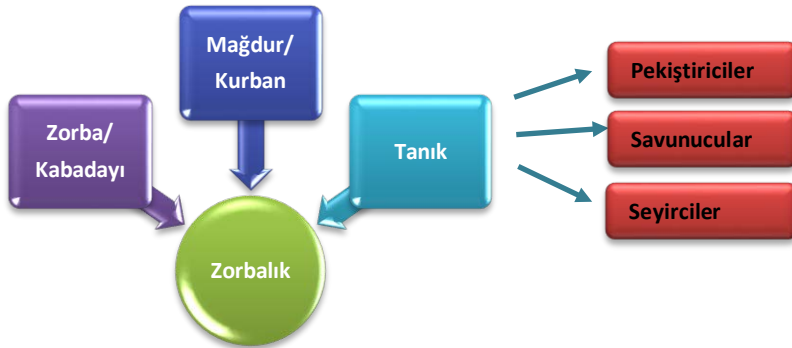 Mağdur/
Kurban
Zorba/
Kabadayı
Tanık
Zorbalık
Pekiştiriciler
Savunucular
Seyirciler